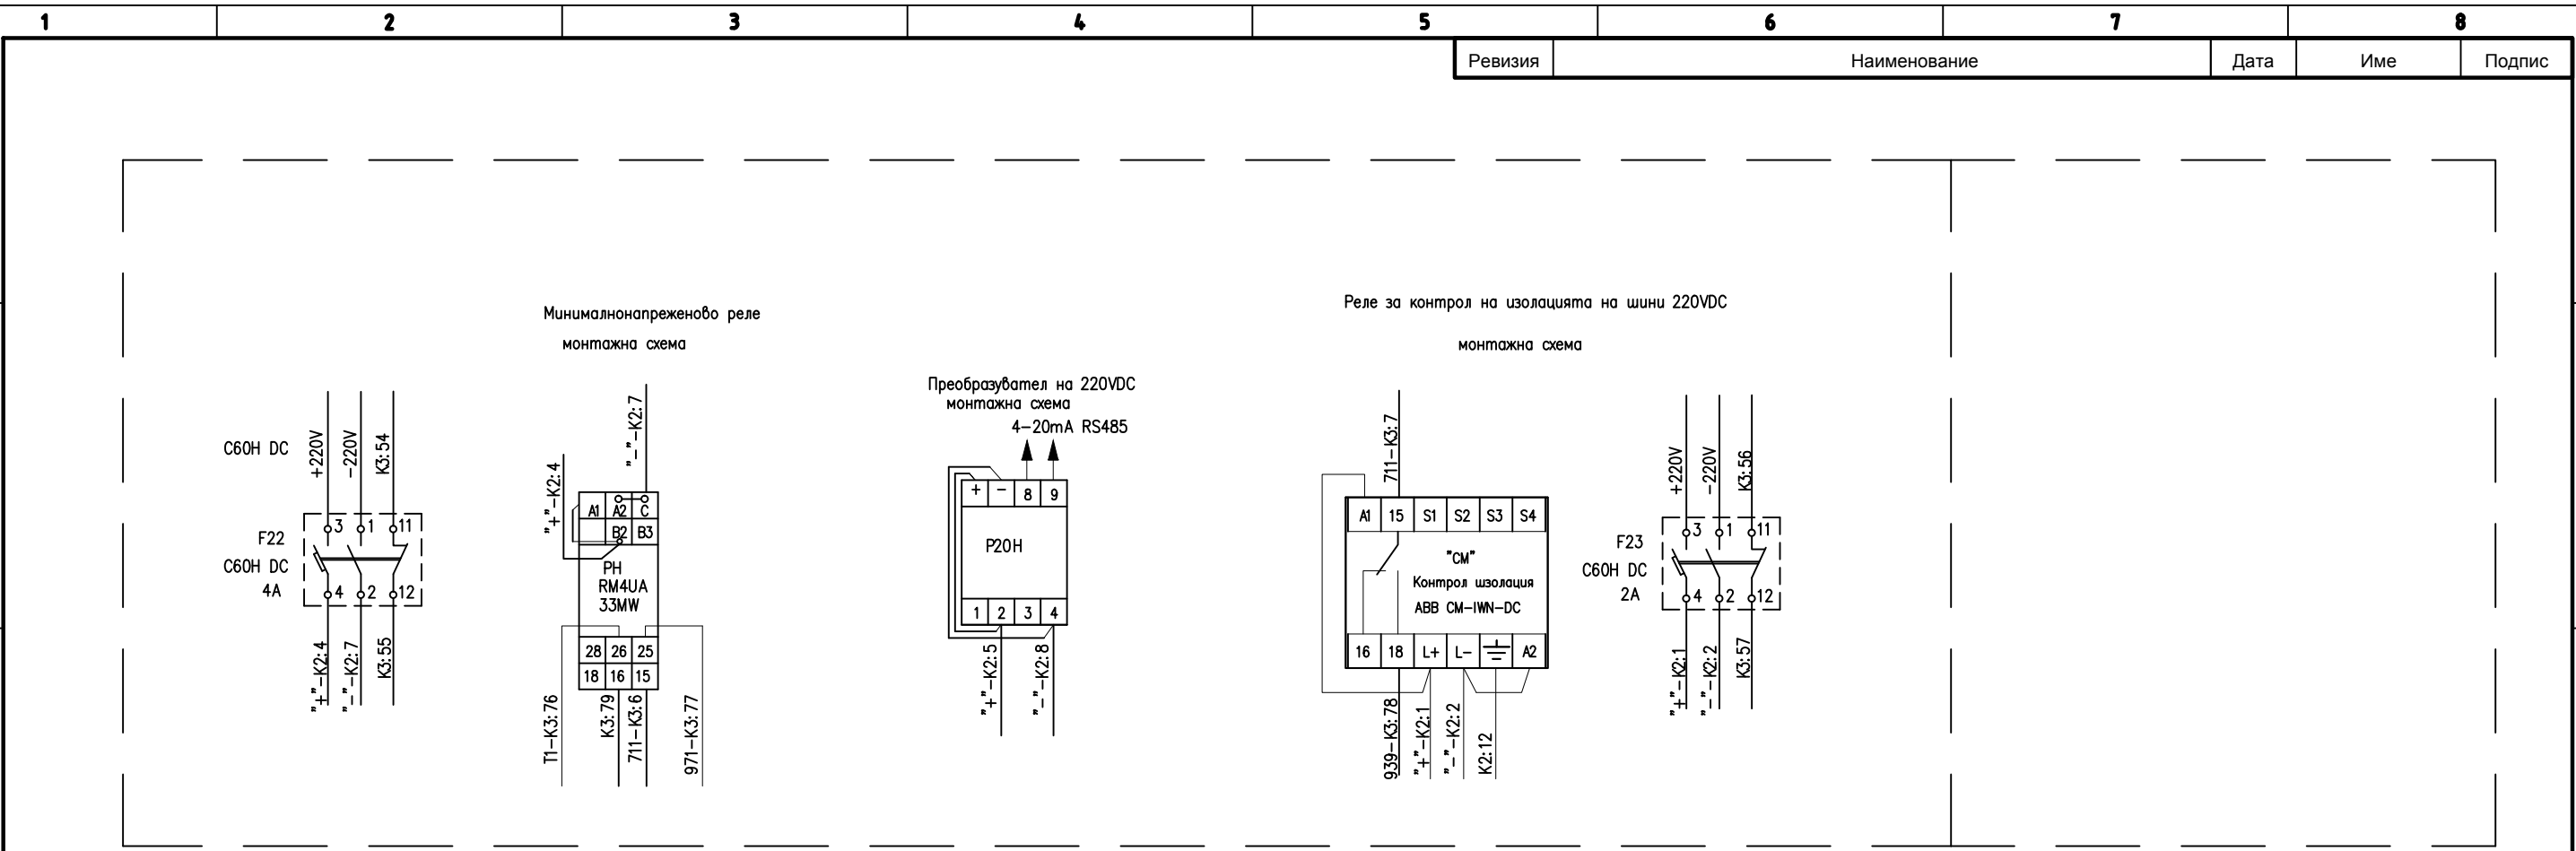 1 2 3 4 5 6 7 8
Ревизия Наименование Дата Име Подпис
Минималнонапреженово реле
монтажна схема
Преобразувател на 220VDC
монтажна схема
4-20mA RS485
Реле за контрол на изолацията на шини 220VDC
монтажна схема
C60H DC
+220V
-220V
K3:54
F22
C60H DC
4A
3 1 11
4 2 12
"+"-K2:4
"_"-K2:7
K3:55
"+"-K2:4
"_"-K2:7
A1 A2 C
B2 B3
PH
RM4UA
33MW
28 26 25
18 16 15
T1-K3:76
K3:79
711-K3:6
971-K3:77
+ - 8 9
P20H
1 2 3 4
"+"-K2:5
"_"-K2:8
711-K3:7
A1 15 S1 S2 S3 S4
"CM"
Контрол шзолация
ABB CM-IWN-DC
16 18 L+ L- A2
939-K3:78
"+"-K2:1
"_"-K2:2
K2:12
+220V
-220V
K3:56
F23
C60H DC
2A
3 1 11
4 2 12
"+"-K2:1
"_"-K2:2
K3:57